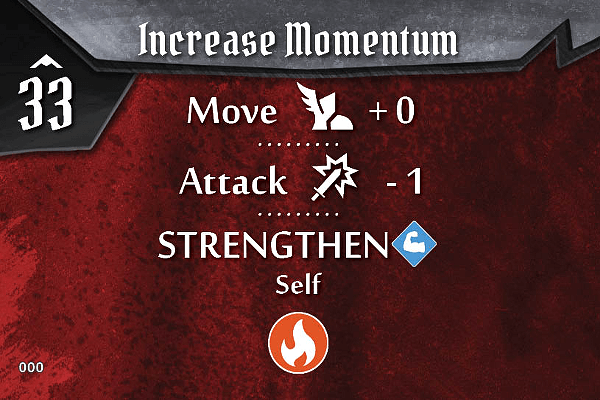 Increase Momentum
33
Move + 0
Attack - 1
STRENGTHEN
Self
000